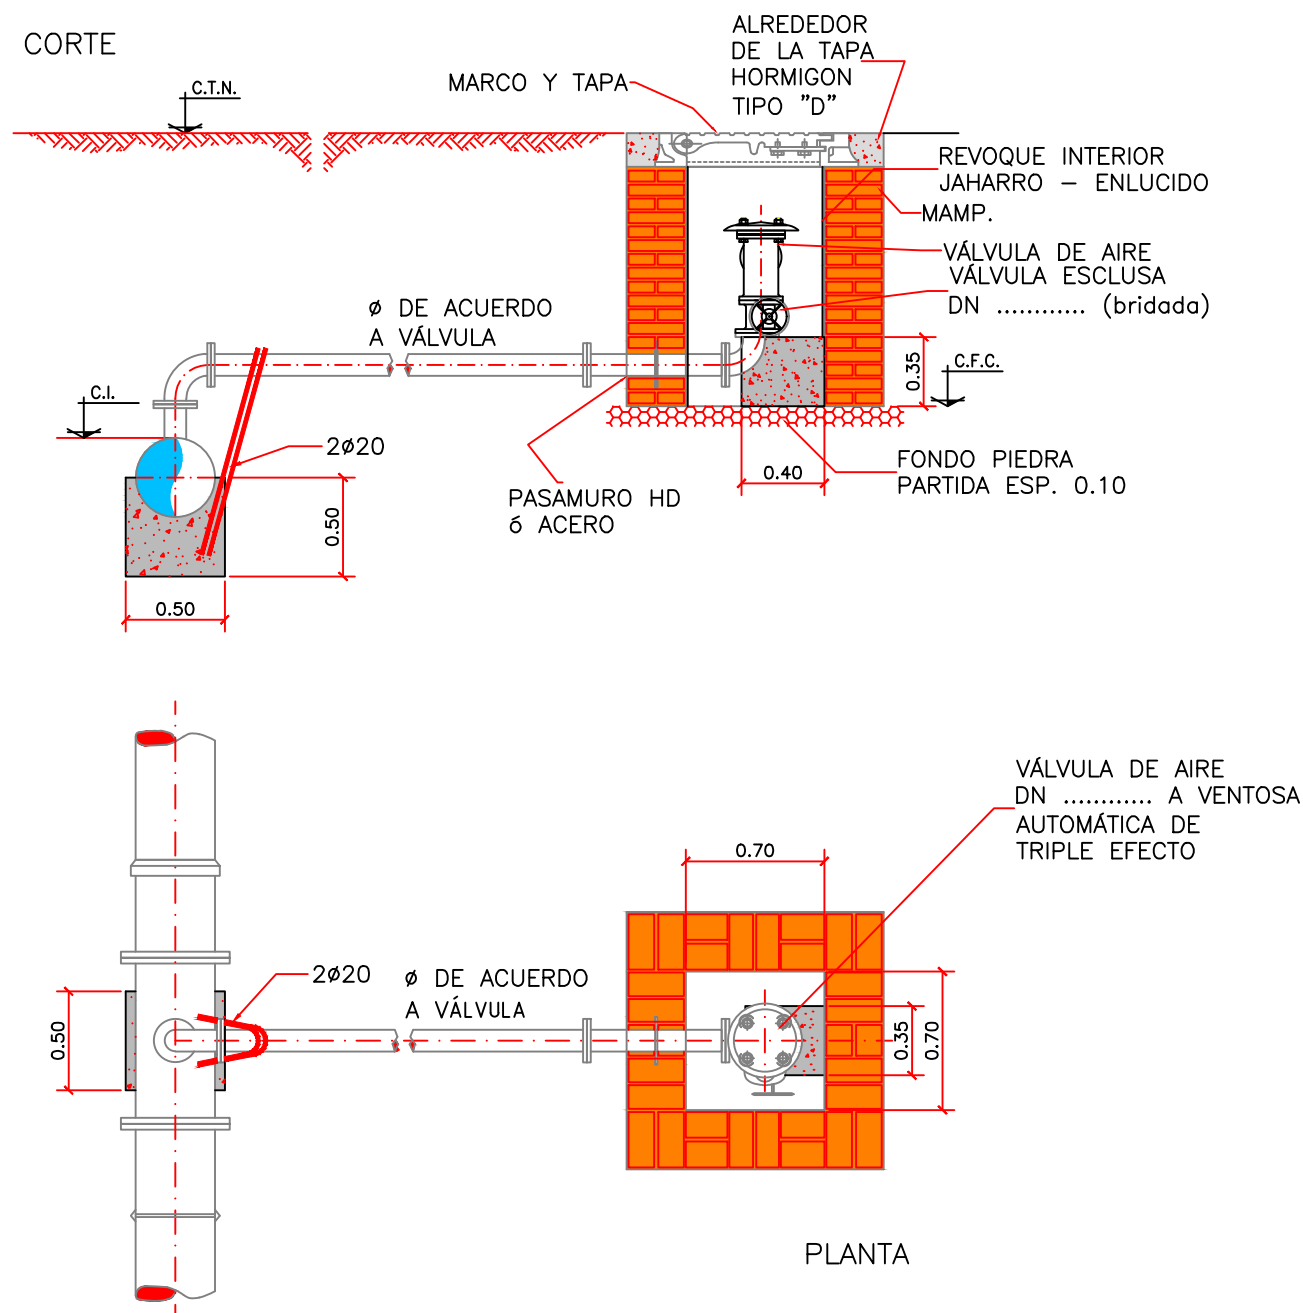 CORTE
C.T.N.
MARCO Y TAPA
ALREDEDOR
DE LA TAPA
HORMIGON
TIPO "D"
REVOQUE INTERIOR
JAHARRO – ENLUCIDO
MAMP.
VÁLVULA DE AIRE
VÁLVULA ESCLUSA
DN ............ (bridada)
ø DE ACUERDO
A VÁLVULA
C.I.
0.35
C.F.C.
2ø20
0.40
FONDO PIEDRA
PARTIDA ESP. 0.10
PASAMURO HD
ó ACERO
0.50
0.50
VÁLVULA DE AIRE
DN ............ A VENTOSA
AUTOMÁTICA DE
TRIPLE EFECTO
0.70
2ø20
ø DE ACUERDO
A VÁLVULA
0.50
0.35
0.70
PLANTA